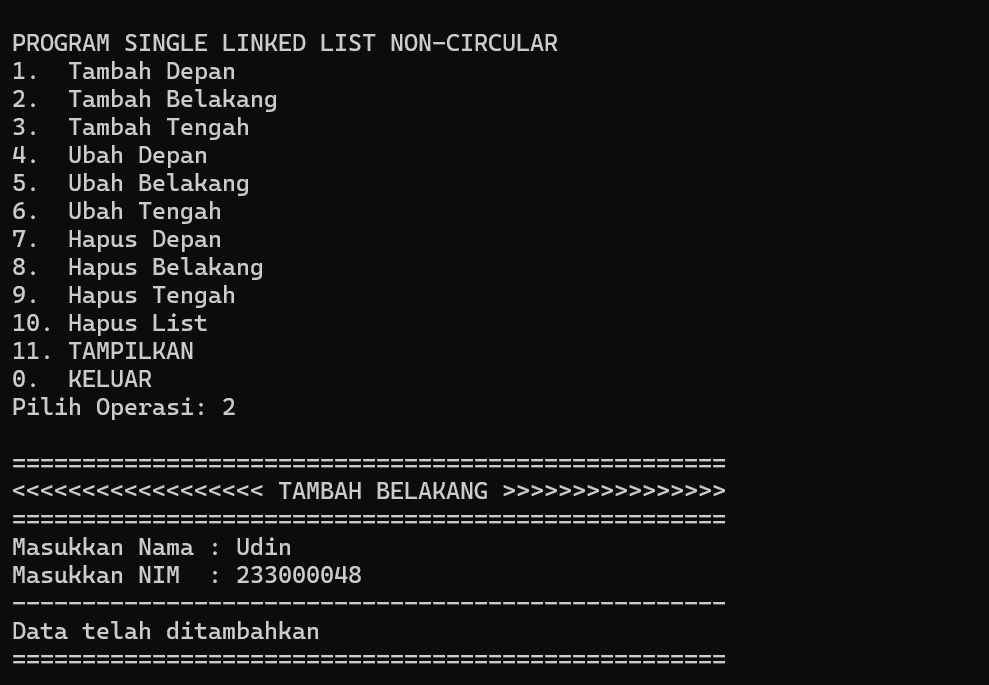 PROGRAM SINGLE LINKED LIST NON-CIRCULAR
1.  Tambah Depan
2.  Tambah Belakang
3.  Tambah Tengah
4.  Ubah Depan
5.  Ubah Belakang
6.  Ubah Tengah
7.  Hapus Depan
8.  Hapus Belakang
9.  Hapus Tengah
10. Hapus List
11. TAMPILKAN
0.  KELUAR
Pilih Operasi: 2
===================================================
<<<<<<<<<<<<<<<<<< TAMBAH BELAKANG >>>>>>>>>>>>>>>>
===================================================
Masukkan Nama : Udin
Masukkan NIM  : 233000048
---------------------------------------------------
Data telah ditambahkan
===================================================